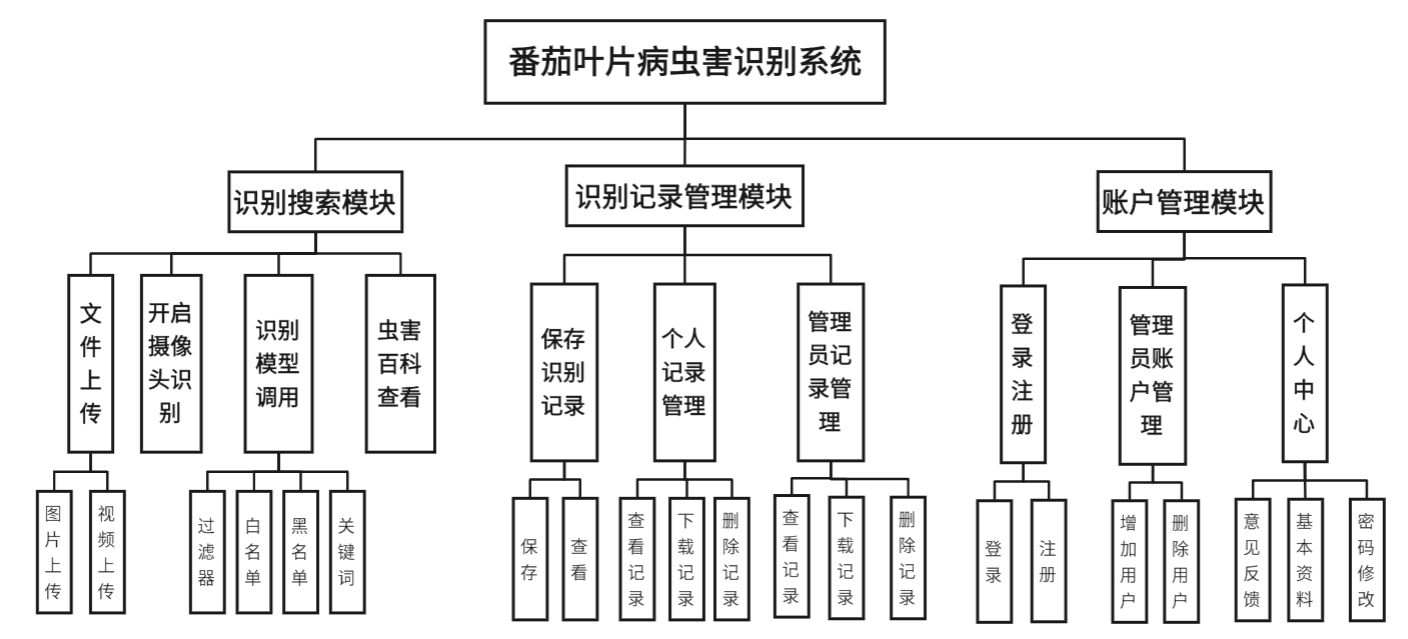 番茄叶片病虫害识别系统
识别搜索模块
识别记录管理模块
账户管理模块
文
件
上
传
开启
摄像
头识
别
识别
模型
调用
虫害
百科
查看
保存
识别
记录
个人
记录
管理
管理
员记
录管
理
登
录
注
册
管理
员账
户管
理
个
人
中
心
图
片
上
传
视
频
上
传
过
滤
器
白
名
单
黑
名
单
关
键
词
保
存
查
看
查
看
记
录
下
载
记
录
删
除
记
录
查
看
记
录
下
载
记
录
删
除
记
录
登
录
注
册
增
加
用
户
删
除
用
户
意
见
反
馈
基
本
资
料
密
码
修
改